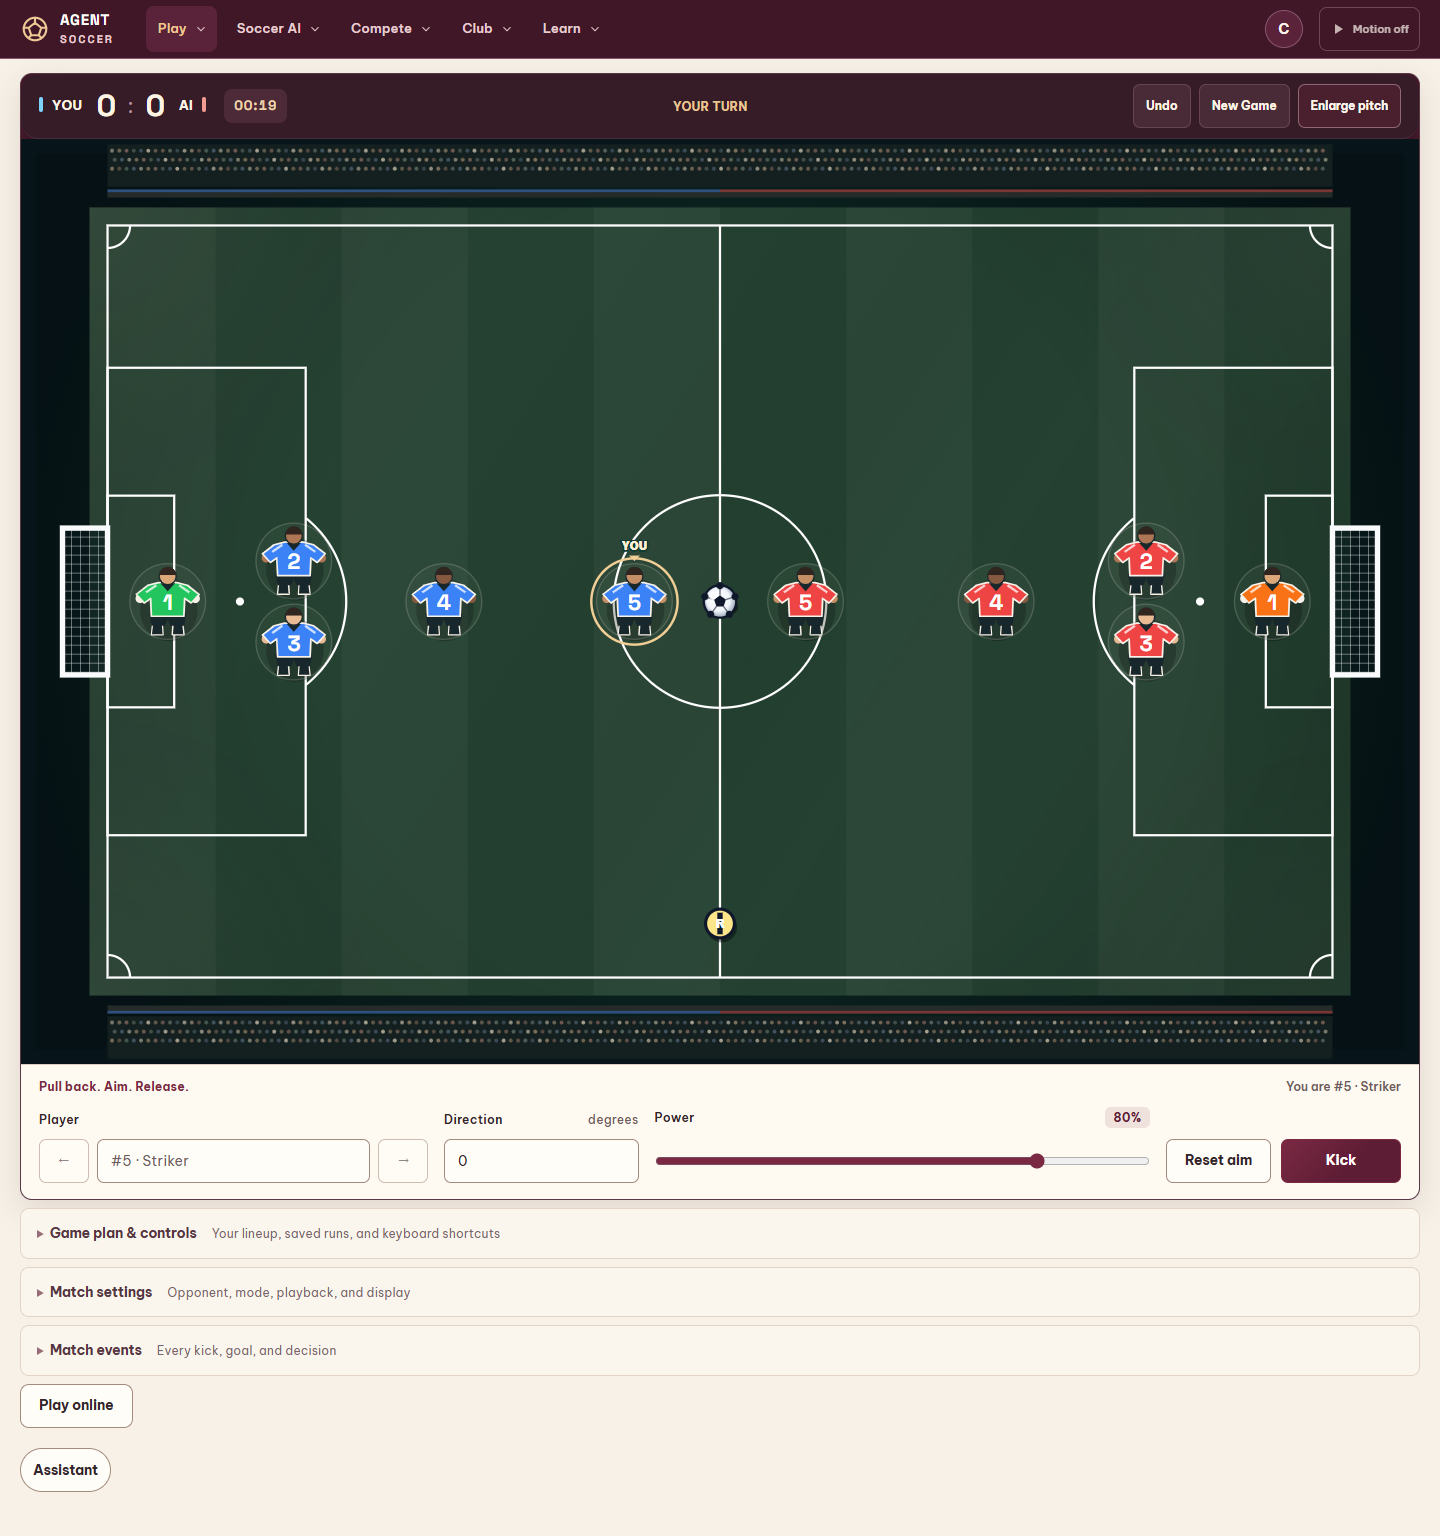 AGENT
SOCCER
Play
Soccer AI
Compete
Club
Learn
C
Motion off
YOU 0 : 0 AI
00:19
YOUR TURN
Undo
New Game
Enlarge pitch
YOU
1
2
3
4
5
5
4
2
3
1
Pull back. Aim. Release.
You are #5 · Striker
Player
Direction
degrees
Power
80%
←
#5 · Striker
→
0
Reset aim
Kick
Game plan & controls
Your lineup, saved runs, and keyboard shortcuts
Match settings
Opponent, mode, playback, and display
Match events
Every kick, goal, and decision
Play online
Assistant